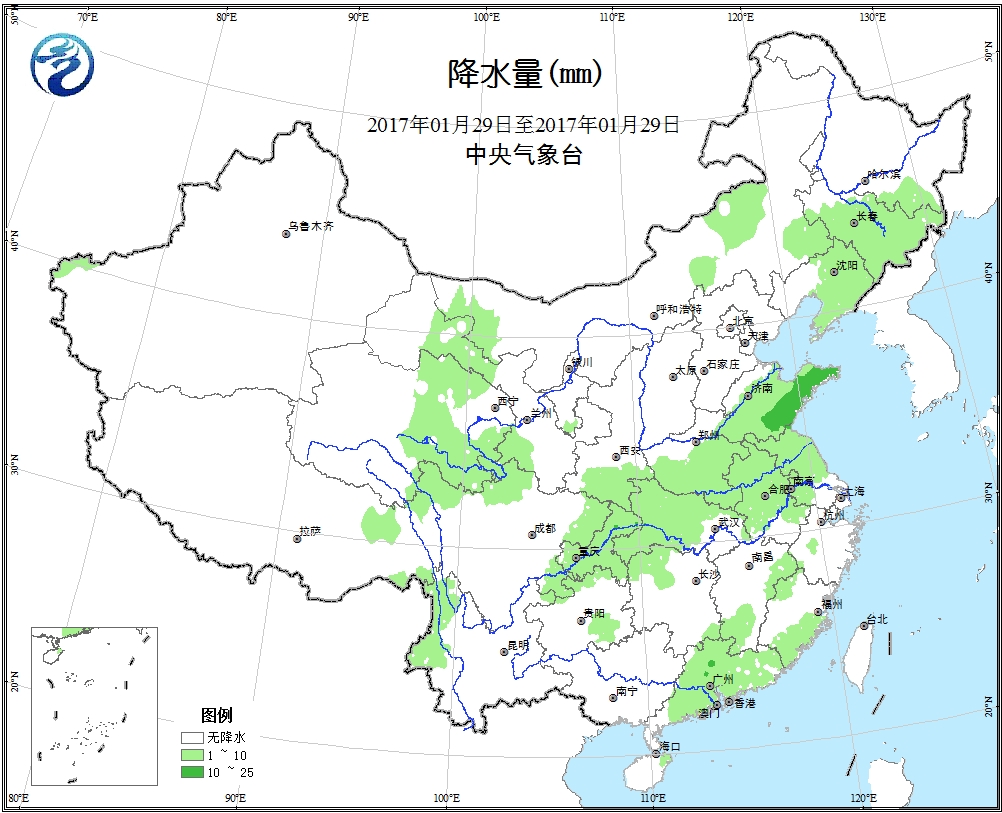 50°N
70°E
80°E
90°E
100°E
110°E
120°E
130°E
50°N
降水量(mm)
2017年01月29日至2017年01月29日
中央气象台
哈尔滨
长春
乌鲁木齐
40°N
沈阳
40°N
呼和浩特
北京
天津
银川
太原
石家庄
济南
西宁
兰州
郑州
西安
30°N
合肥
南京
上海
30°N
杭州
武汉
拉萨
成都
重庆
南昌
长沙
贵阳
福州
台北
昆明
20°N
南宁
广州
澳门
香港
20°N
海口
图例
无降水
1 ~ 10
10 ~ 25
80°E
90°E
100°E
110°E
120°E